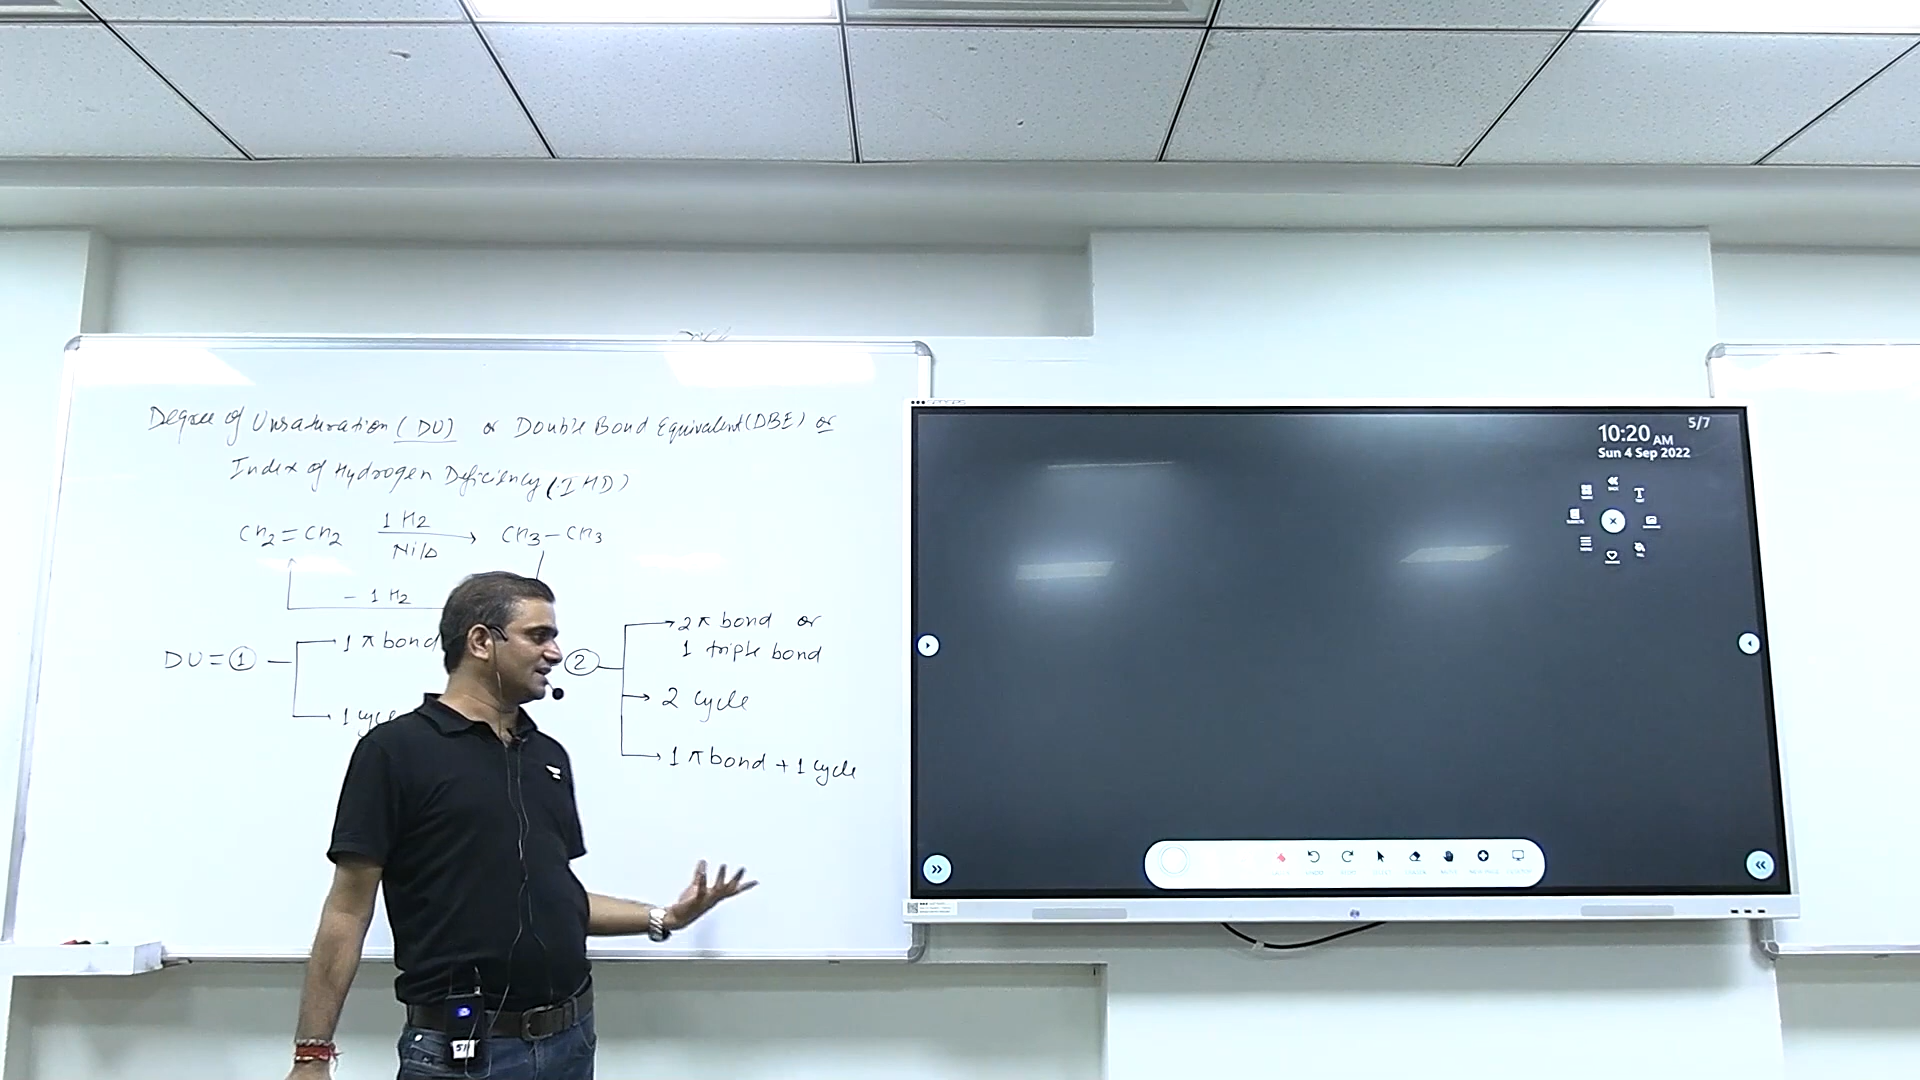 Degree of Unsaturation (DU) or Double Bond Equivalent (DBE) or
Index of Hydrogen Deficiency (IHD)
CH2=CH2 1 H2 Ni/Δ CH3-CH3
- 1 H2
DU = 1
1 π bond
1 cycle
2
2 π bond or
1 triple bond
2 cycle
1 π bond + 1 cycle
5/7
10:20 AM
Sun 4 Sep 2022
BACK